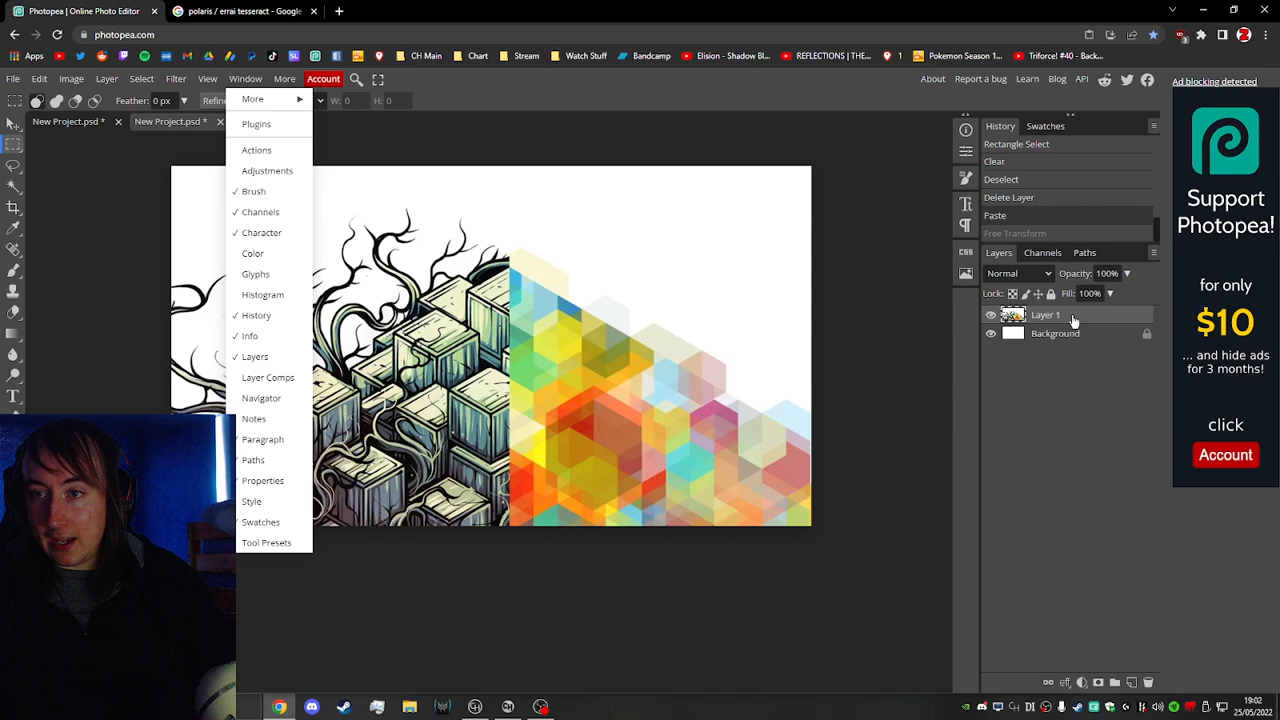 Photopea | Online Photo Editor
polaris / errai tesseract - Google
photopea.com
Apps
CH Main
Chart
Stream
Watch Stuff
Bandcamp
Elision - Shadow Bl...
REFLECTIONS | THE...
1
Pokemon Season 1...
Triforce! #40 - Buck...
File Edit Image Layer Select Filter View Window More Account
About Report a bug Learn Blog API
Feather: 0 px
W: 0 H: 0
New Project.psd * New Project.psd *
More
Plugins
Actions
Adjustments
Brush
Channels
Character
Color
Glyphs
Histogram
History
Info
Layers
Layer Comps
Navigator
Notes
Paragraph
Paths
Properties
Style
Swatches
Tool Presets
CSS
History Swatches
Rectangle Select
Clear
Deselect
Delete Layer
Paste
Free Transform
Layers Channels Paths
Normal Opacity: 100%
Lock: Fill: 100%
Layer 1
Background
eff
Ad blocking detected
Support
Photopea!
for only
$10
... and hide ads
for 3 months!
click
Account
19:02
25/05/2022